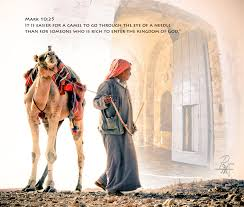 Mark 10:25
It is easier for a camel to go through the eye of a needle
than for someone who is rich to enter the kingdom of God."